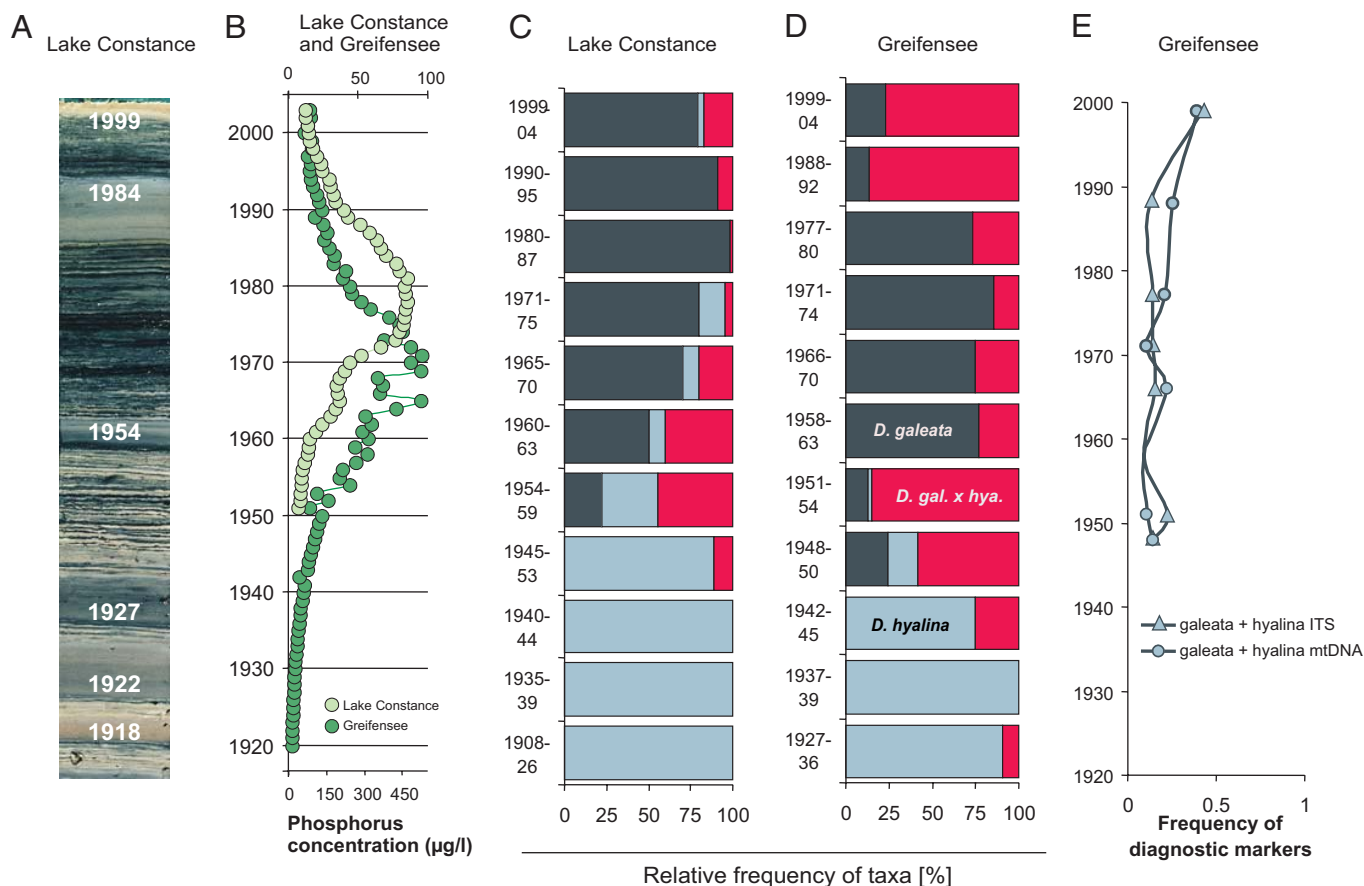 A
Lake Constance
1999
1984
1954
1927
1922
1918
B
Lake Constance
and Greifensee
0 50 100
2000
1990
1980
1970
1960
1950
1940
1930
1920
Lake Constance
Greifensee
0 150 300 450
Phosphorus
concentration (µg/l)
C
Lake Constance
1999-
04
1990-
95
1980-
87
1971-
75
1965-
70
1960-
63
1954-
59
1945-
53
1940-
44
1935-
39
1908-
26
0 25 50 75 100
D
Greifensee
1999-
04
1988-
92
1977-
80
1971-
74
1966-
70
1958-
63
D. galeata
1951-
54
D. gal. x hya.
1948-
50
1942-
45
D. hyalina
1937-
39
1927-
36
0 25 50 75 100
Relative frequency of taxa [%]
E
Greifensee
2000
1990
1980
1970
1960
1950
1940
1930
1920
galeata + hyalina ITS
galeata + hyalina mtDNA
0 0.5 1
Frequency of
diagnostic markers